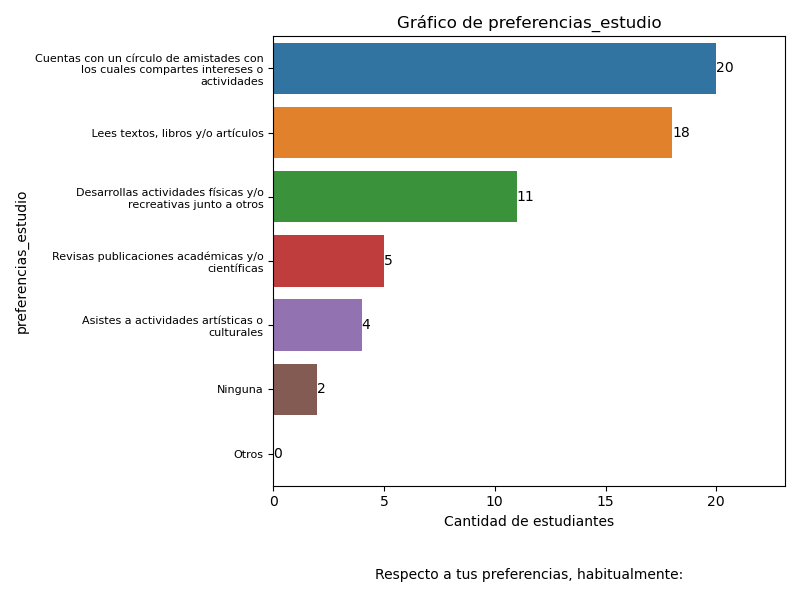 Gráfico de preferencias_estudio
Cuentas con un círculo de amistades con
los cuales compartes intereses o
actividades
20
Lees textos, libros y/o artículos
18
Desarrollas actividades físicas y/o
recreativas junto a otros
11
Revisas publicaciones académicas y/o
científicas
5
Asistes a actividades artísticas o
culturales
4
Ninguna
2
Otros
0
preferencias_estudio
0 5 10 15 20
Cantidad de estudiantes
Respecto a tus preferencias, habitualmente: